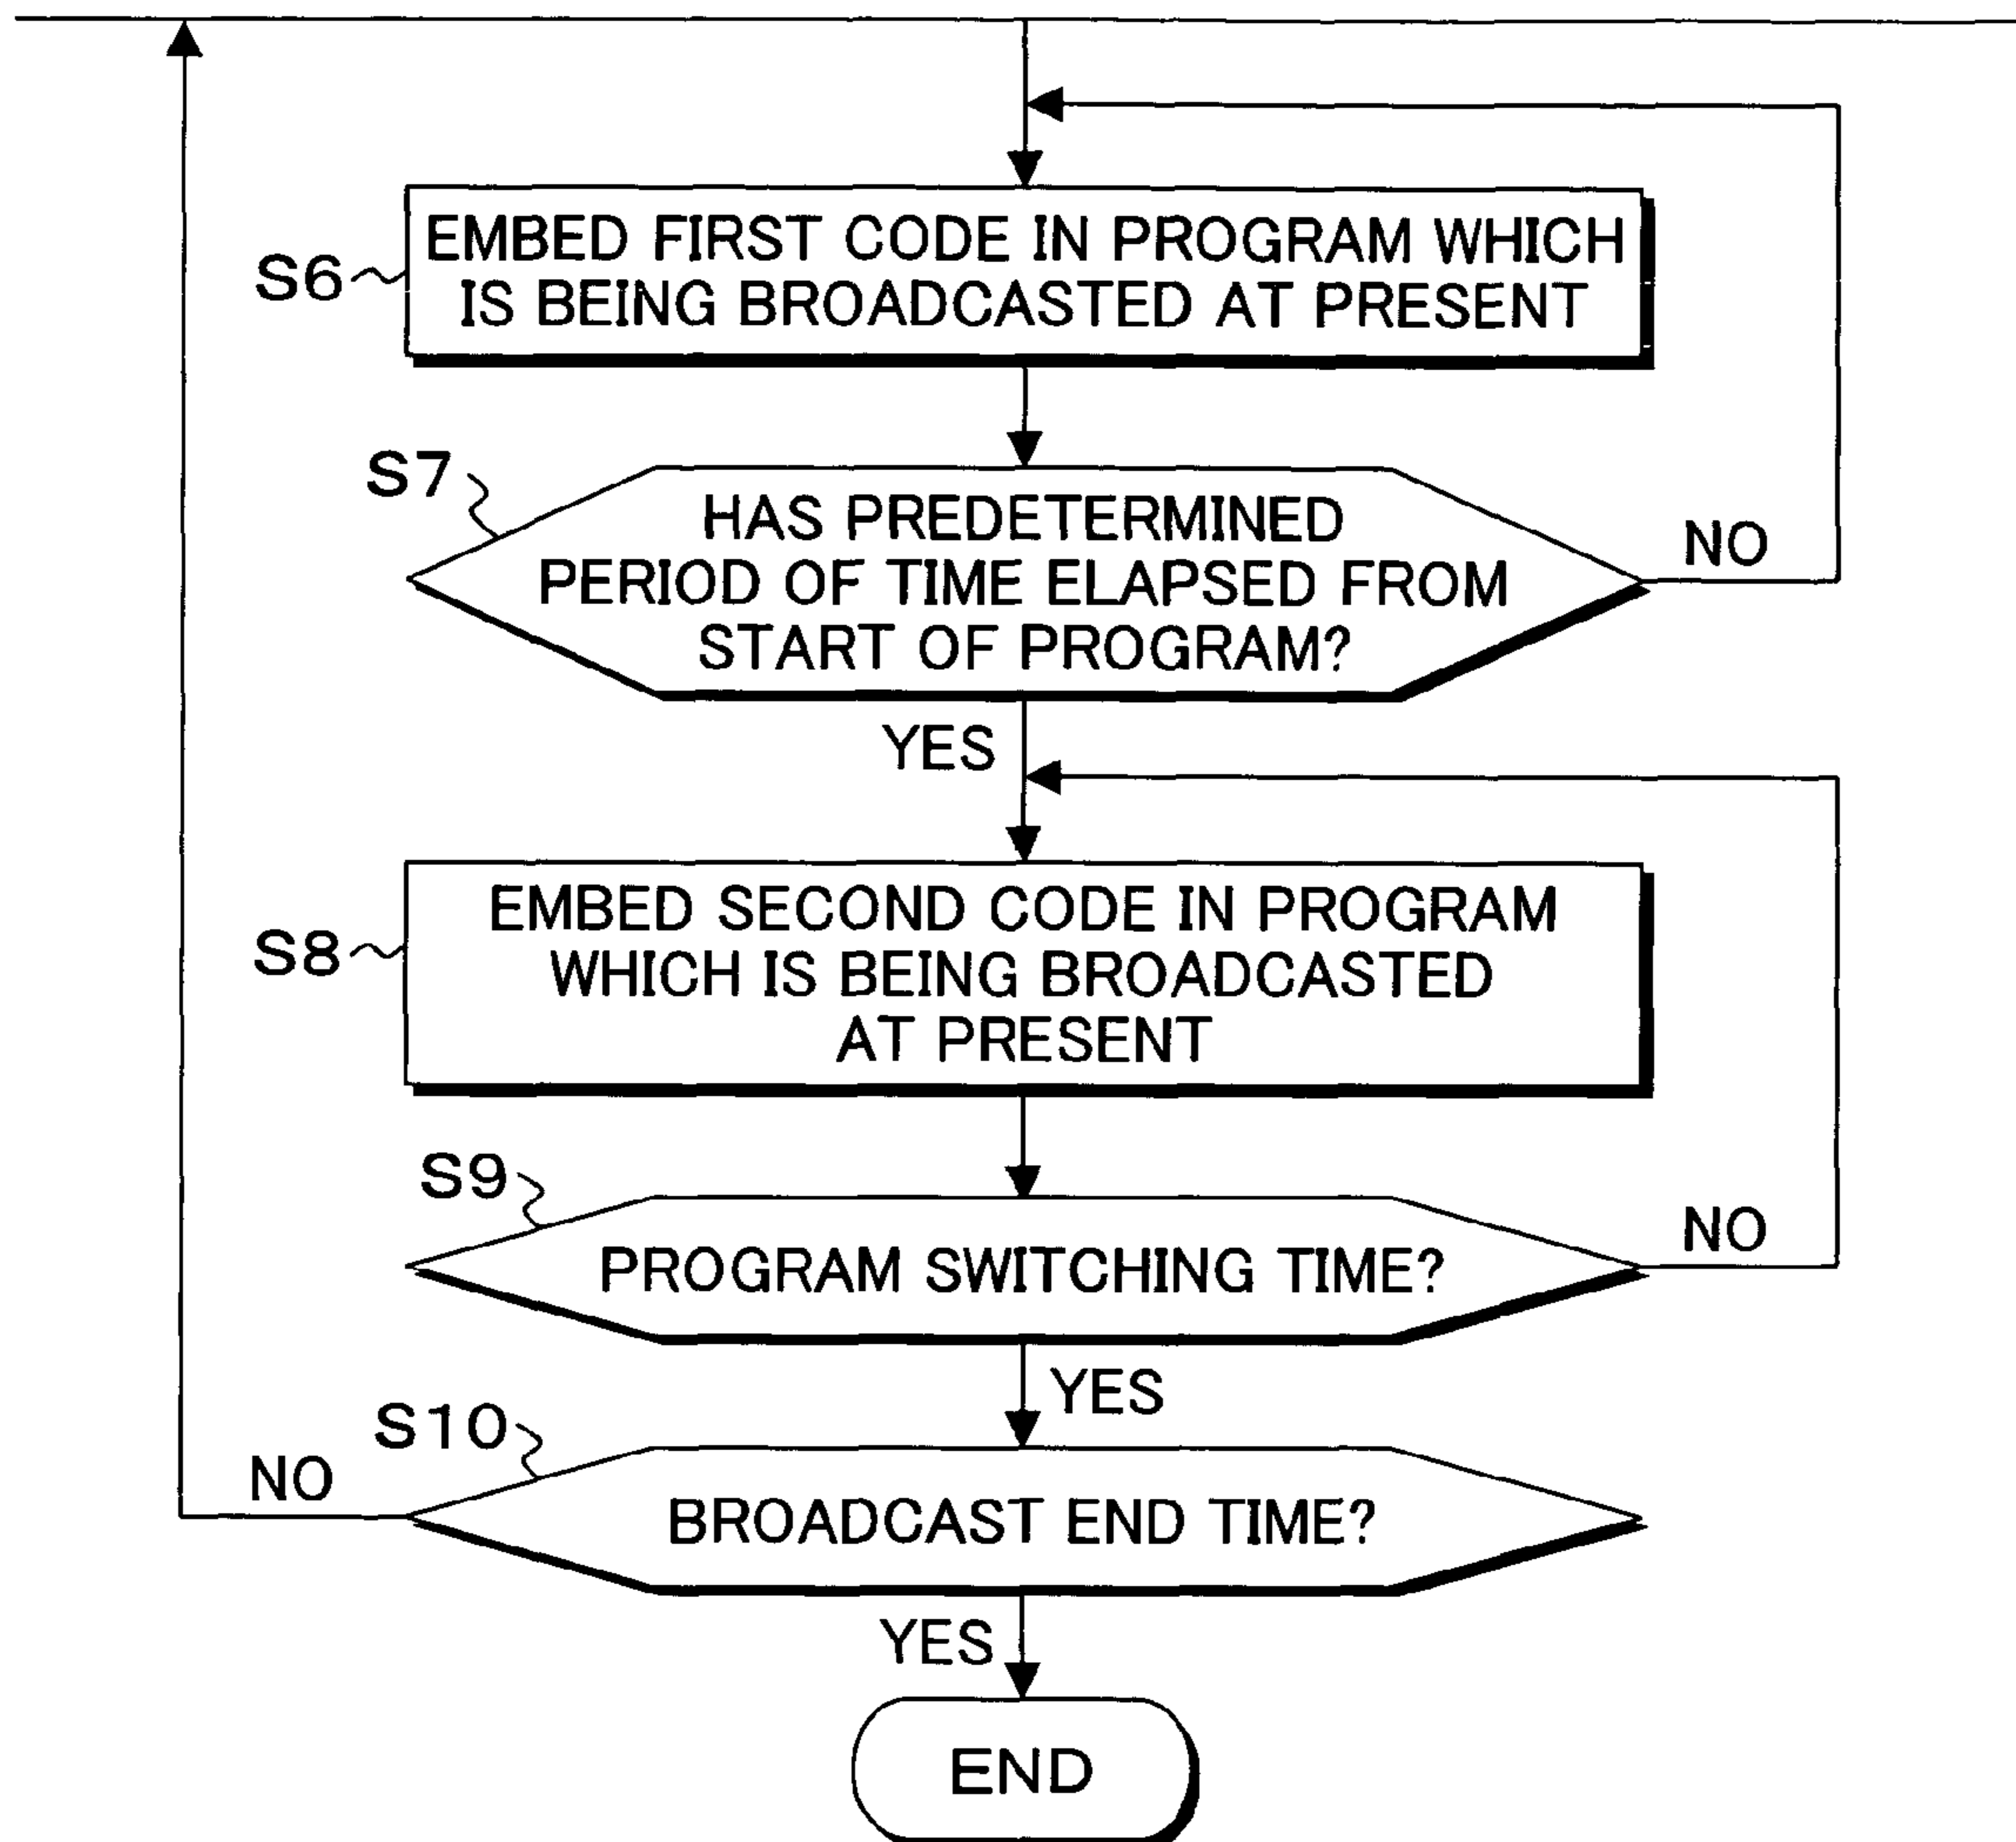 S6
EMBED FIRST CODE IN PROGRAM WHICH
IS BEING BROADCASTED AT PRESENT
S7
HAS PREDETERMINED
PERIOD OF TIME ELAPSED FROM
START OF PROGRAM?
NO
YES
S8
EMBED SECOND CODE IN PROGRAM
WHICH IS BEING BROADCASTED
AT PRESENT
S9
PROGRAM SWITCHING TIME?
NO
YES
S10
NO
BROADCAST END TIME?
YES
END